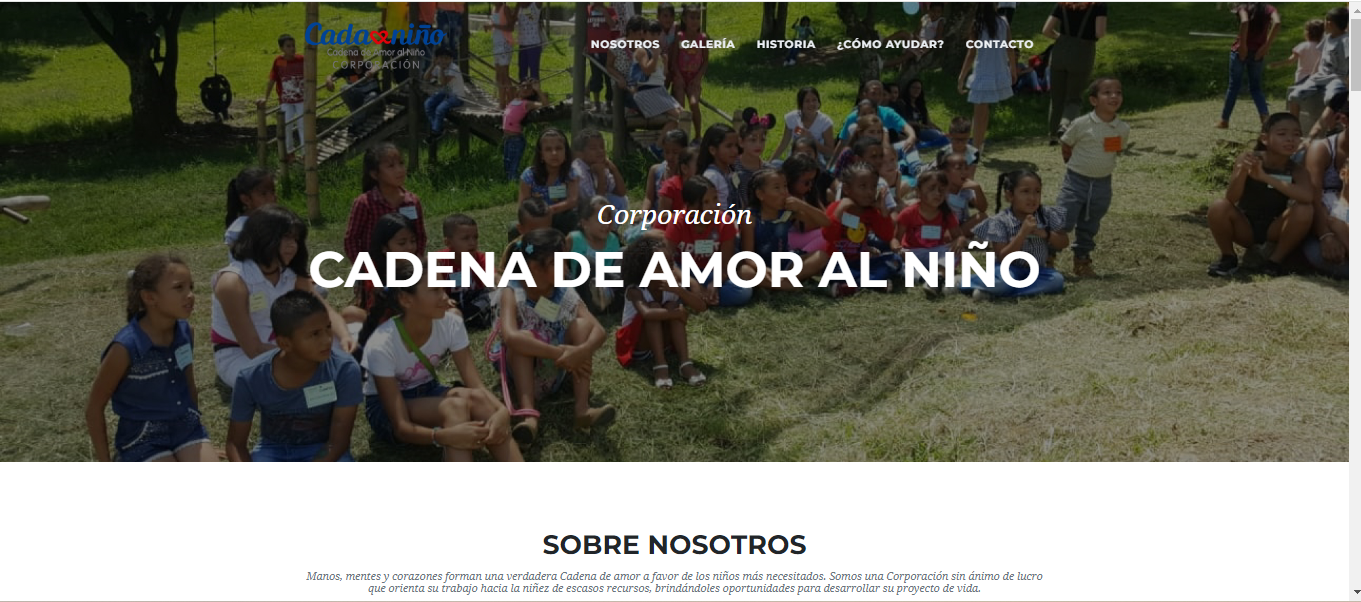 Cadaniño
Cadena de Amor al Niño
CORPORACIÓN
NOSOTROS GALERÍA HISTORIA ¿CÓMO AYUDAR? CONTACTO
Corporación
CADENA DE AMOR AL NIÑO
SOBRE NOSOTROS
Manos, mentes y corazones forman una verdadera Cadena de amor a favor de los niños más necesitados. Somos una Corporación sin ánimo de lucro
que orienta su trabajo hacia la niñez de escasos recursos, brindándoles oportunidades para desarrollar su proyecto de vida.